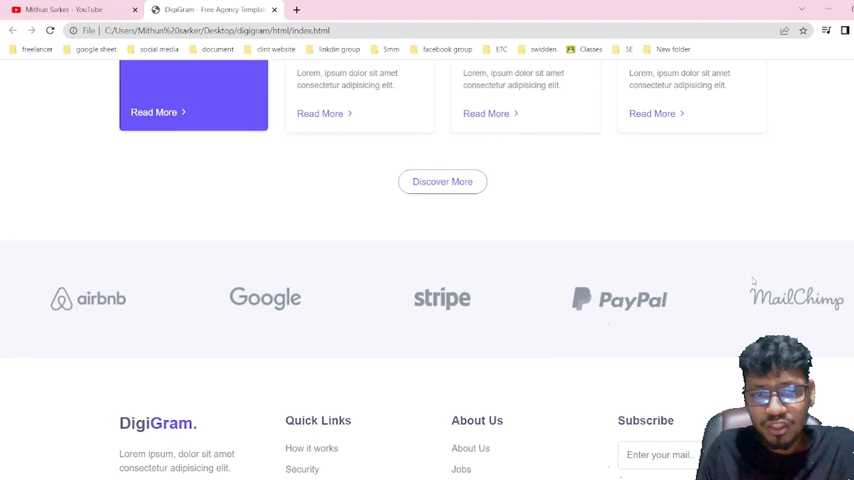 Mithun Sarker - YouTube
DigiGram - Free Agency Templat
File | C:/Users/Mithun%20sarker/Desktop/digigram/html/index.html
freelancer google sheet social media document clint website linkdin group Smm facebook group ETC swidden Classes SE New folder
Lorem, ipsum dolor sit amet
consectetur adipisicing elit.
Lorem, ipsum dolor sit amet
consectetur adipisicing elit.
Lorem, ipsum dolor sit amet
consectetur adipisicing elit.
Read More
Read More
Read More
Read More
Discover More
airbnb
Google
stripe
PayPal
MailChimp
DigiGram.
Lorem ipsum dolor sit amet,
consectetur adipisicing elit.
Quick Links
How it works
Security
About Us
About Us
Jobs
Subscribe
Enter your mail..